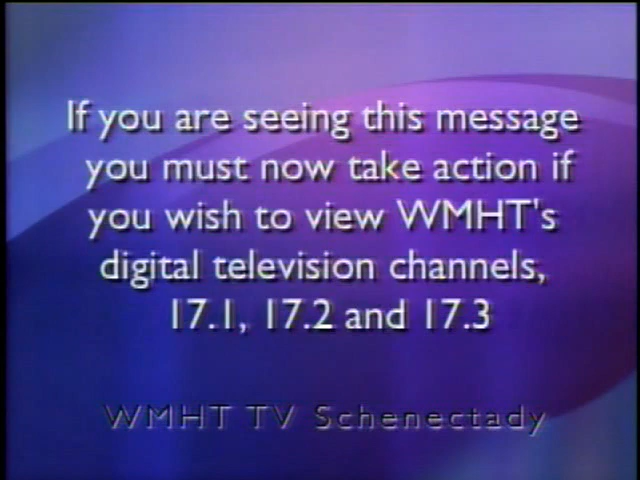 If you are seeing this message
you must now take action if
you wish to view WMHT's
digital television channels,
17.1, 17.2 and 17.3
WMHT TV Schenectady